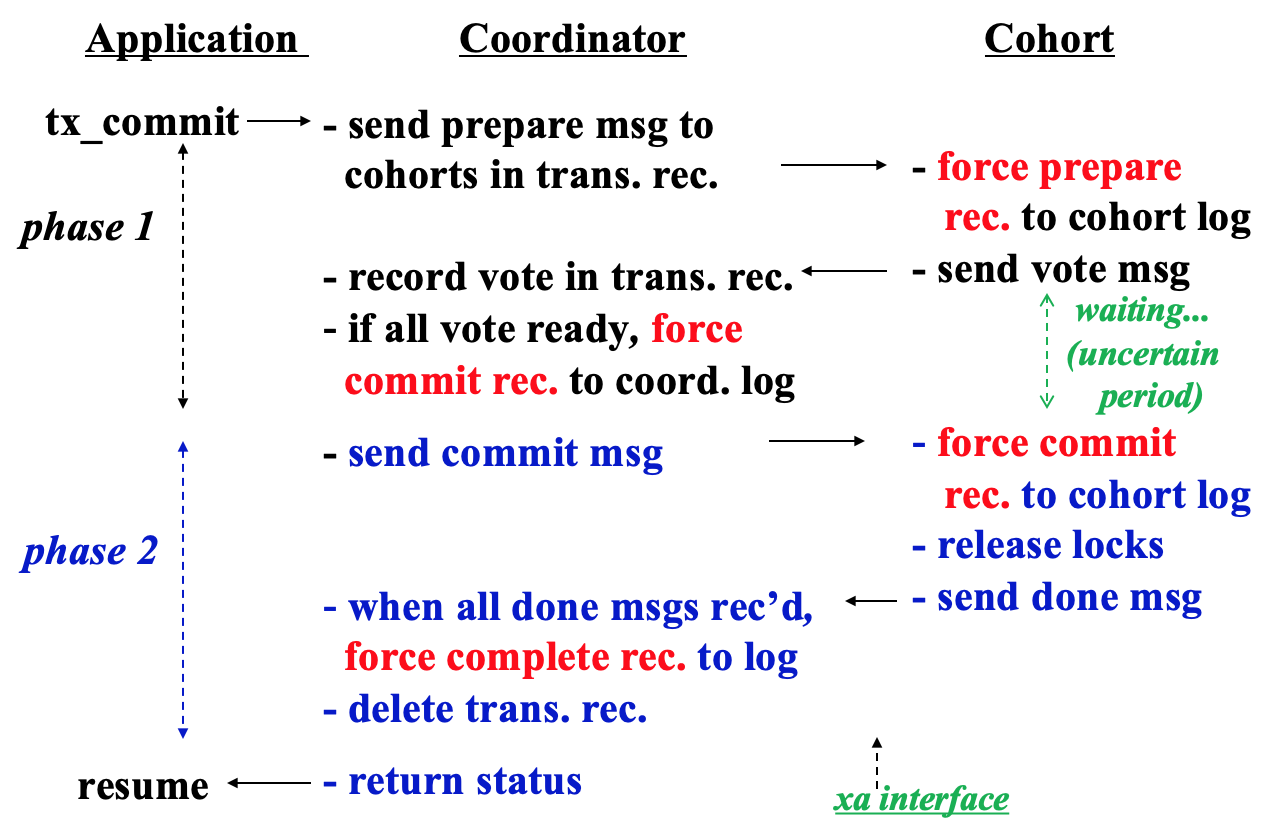 Application
Coordinator
Cohort
tx_commit
- send prepare msg to
cohorts in trans. rec.
- force prepare
rec. to cohort log
phase 1
- record vote in trans. rec.
- send vote msg
- if all vote ready, force
commit rec. to coord. log
waiting...
(uncertain
period)
- send commit msg
- force commit
rec. to cohort log
phase 2
- release locks
- when all done msgs rec’d,
force complete rec. to log
- send done msg
- delete trans. rec.
resume
- return status
xa interface